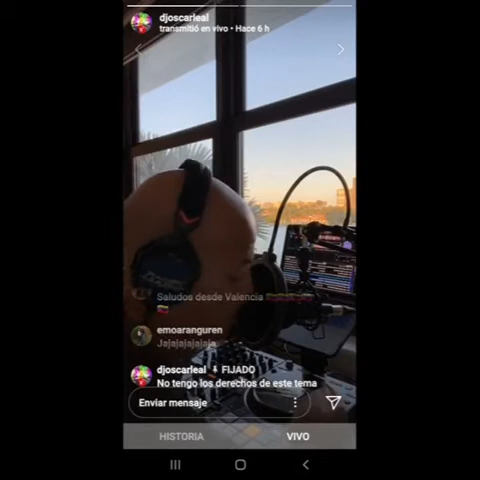 djoscarleal
transmitió en vivo • Hace 6 h
Saludos desde Valencia
emoaranguren
Jajajajajajaja
djoscarleal FIJADO
No tengo los derechos de este tema
Enviar mensaje
HISTORIA VIVO